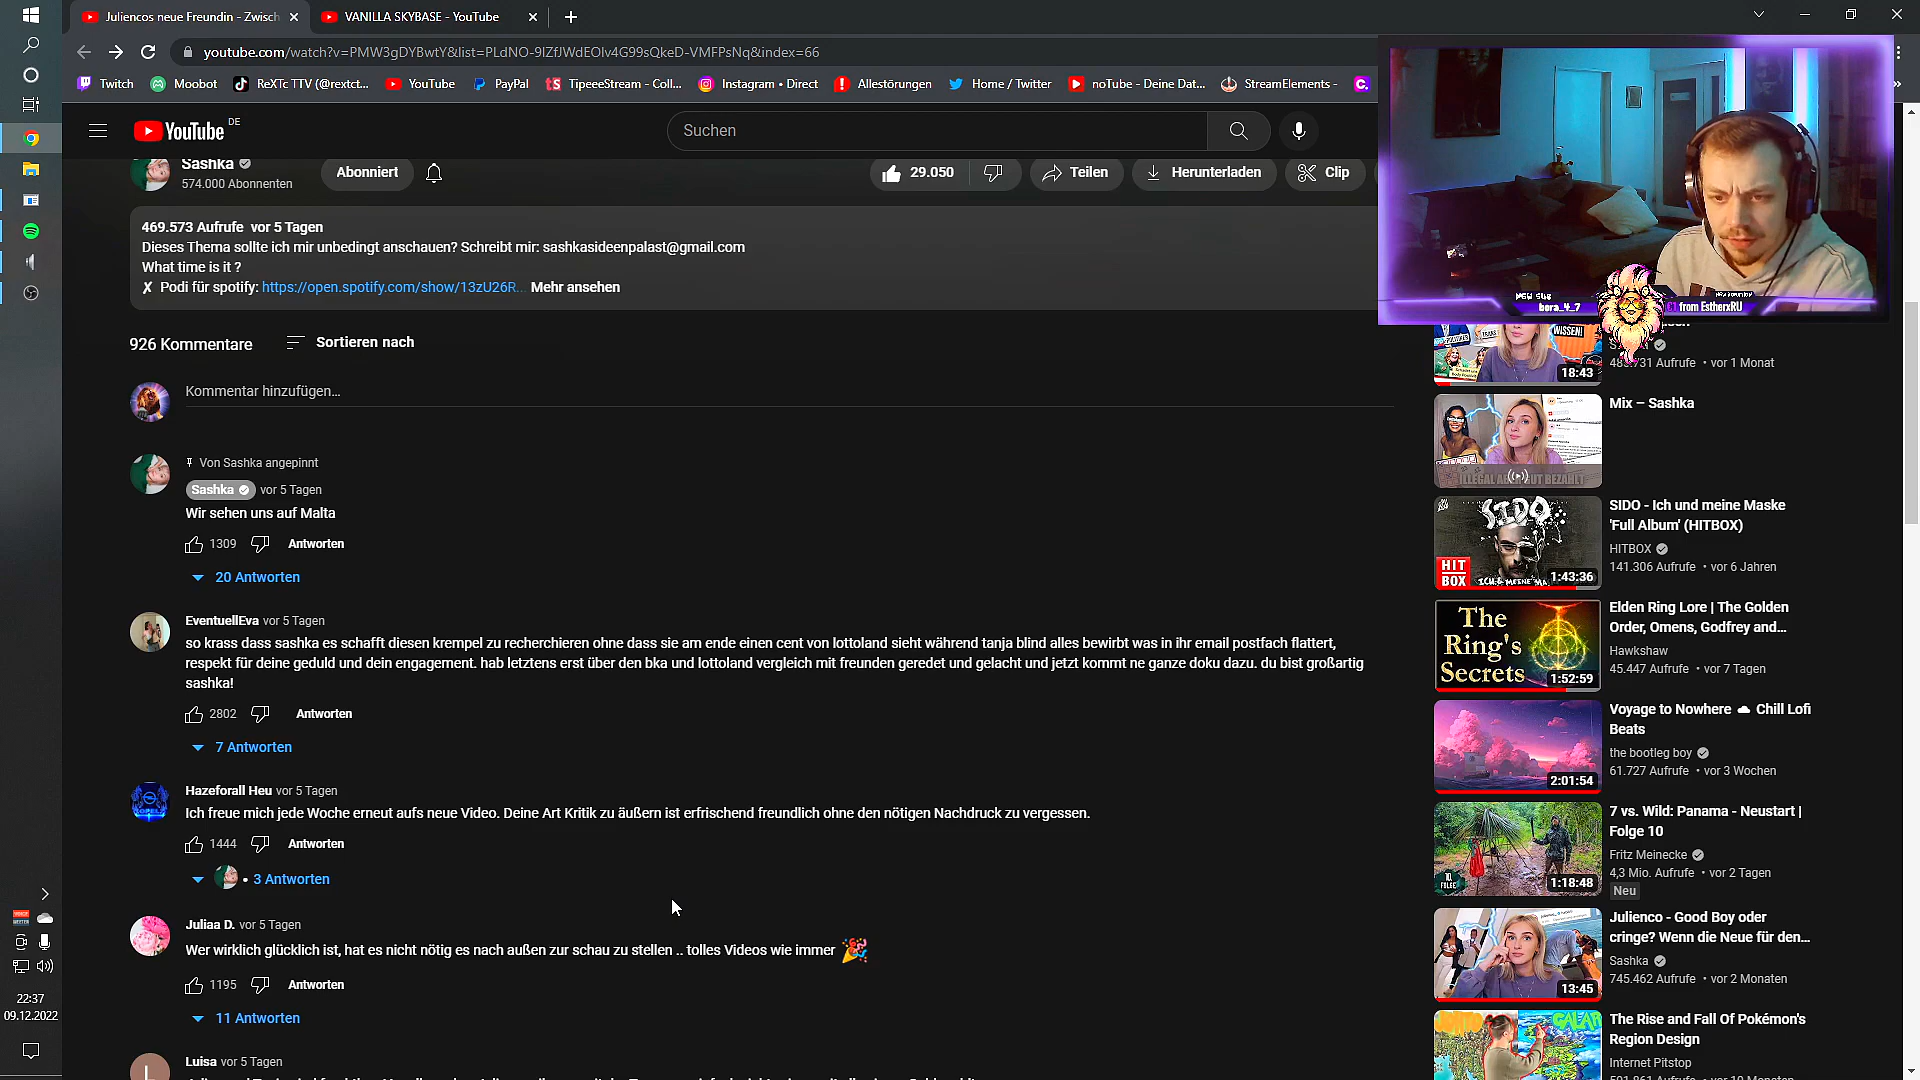 Juliencos neue Freundin - Zwisch
VANILLA SKYBASE - YouTube
youtube.com/watch?v=PMW3gDYBwtY&list=PLdNO-9IZfJWdEOlv4G99sQkeD-VMFPsNq&index=66
Twitch
Moobot
ReXTc TTV (@rextct...
YouTube
PayPal
TipeeeStream - Coll...
Instagram • Direct
Allestörungen
Home / Twitter
noTube - Deine Dat...
StreamElements -
YouTube DE
Suchen
Sashka
574.000 Abonnenten
Abonniert
29.050
Teilen
Herunterladen
Clip
469.573 Aufrufe vor 5 Tagen
Dieses Thema sollte ich mir unbedingt anschauen? Schreibt mir: sashkasideenpalast@gmail.com
What time is it ?
✗ Podi für spotify: https://open.spotify.com/show/13zU26R... Mehr ansehen
926 Kommentare
Sortieren nach
Kommentar hinzufügen...
Von Sashka angepinnt
Sashka vor 5 Tagen
Wir sehen uns auf Malta
1309 Antworten
20 Antworten
EventuellEva vor 5 Tagen
so krass dass sashka es schafft diesen krempel zu recherchieren ohne dass sie am ende einen cent von lottoland sieht während tanja blind alles bewirbt was in ihr email postfach flattert,
respekt für deine geduld und dein engagement. hab letztens erst über den bka und lottoland vergleich mit freunden geredet und gelacht und jetzt kommt ne ganze doku dazu. du bist großartig
sashka!
2802 Antworten
7 Antworten
Hazeforall Heu vor 5 Tagen
Ich freue mich jede Woche erneut aufs neue Video. Deine Art Kritik zu äußern ist erfrischend freundlich ohne den nötigen Nachdruck zu vergessen.
1444 Antworten
• 3 Antworten
Juliaa D. vor 5 Tagen
Wer wirklich glücklich ist, hat es nicht nötig es nach außen zur schau zu stellen .. tolles Videos wie immer 🎉
1195 Antworten
11 Antworten
Luisa vor 5 Tagen
L
22:37
09.12.2022
bora_4_7
€1 from EstherxRU
WISSEN!
18:43
Aufrufe • vor 1 Monat
Mix – Sashka
ILLEGAL ABER GUT BEZAHLT
SIDO
HIT
BOX
1:43:36
SIDO - Ich und meine Maske
'Full Album' (HITBOX)
HITBOX
141.306 Aufrufe • vor 6 Jahren
The
Ring's
Secrets
1:52:59
Elden Ring Lore | The Golden
Order, Omens, Godfrey and...
Hawkshaw
45.447 Aufrufe • vor 7 Tagen
2:01:54
Voyage to Nowhere ☁ Chill Lofi
Beats
the bootleg boy
61.727 Aufrufe • vor 3 Wochen
10.
FOLGE
1:18:48
7 vs. Wild: Panama - Neustart |
Folge 10
Fritz Meinecke
4,3 Mio. Aufrufe • vor 2 Tagen
Neu
13:45
Julienco - Good Boy oder
cringe? Wenn die Neue für den...
Sashka
745.462 Aufrufe • vor 2 Monaten
GALAR
The Rise and Fall Of Pokémon's
Region Design
Internet Pitstop